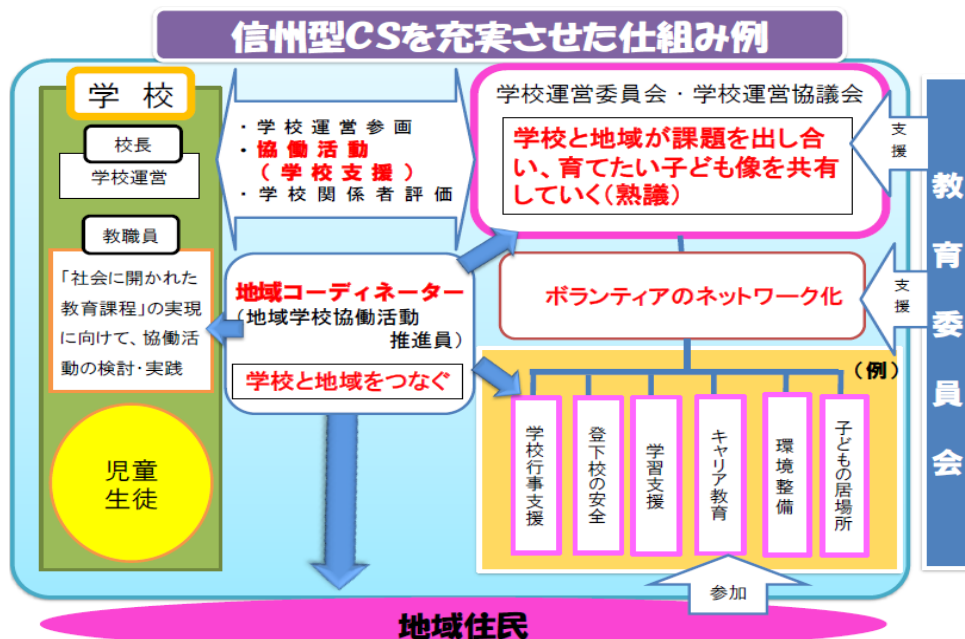 信州型CSを充実させた仕組み例
学校
校長
学校運営
教職員
「社会に開かれた
教育課程」の実現
に向けて、協働活
動の検討・実践
児童
生徒
・学校運営参画
・協働活動
(学校支援)
・学校関係者評価
学校運営委員会・学校運営協議会
学校と地域が課題を出し合
い、育てたい子ども像を共有
していく(熟議)
地域コーディネーター
(地域学校協働活動
推進員)
学校と地域をつなぐ
ボランティアのネットワーク化
(例)
学校行事支援
登下校の安全
学習支援
キャリア教育
環境整備
子どもの居場所
参加
支援
支援
教育委員会
地域住民